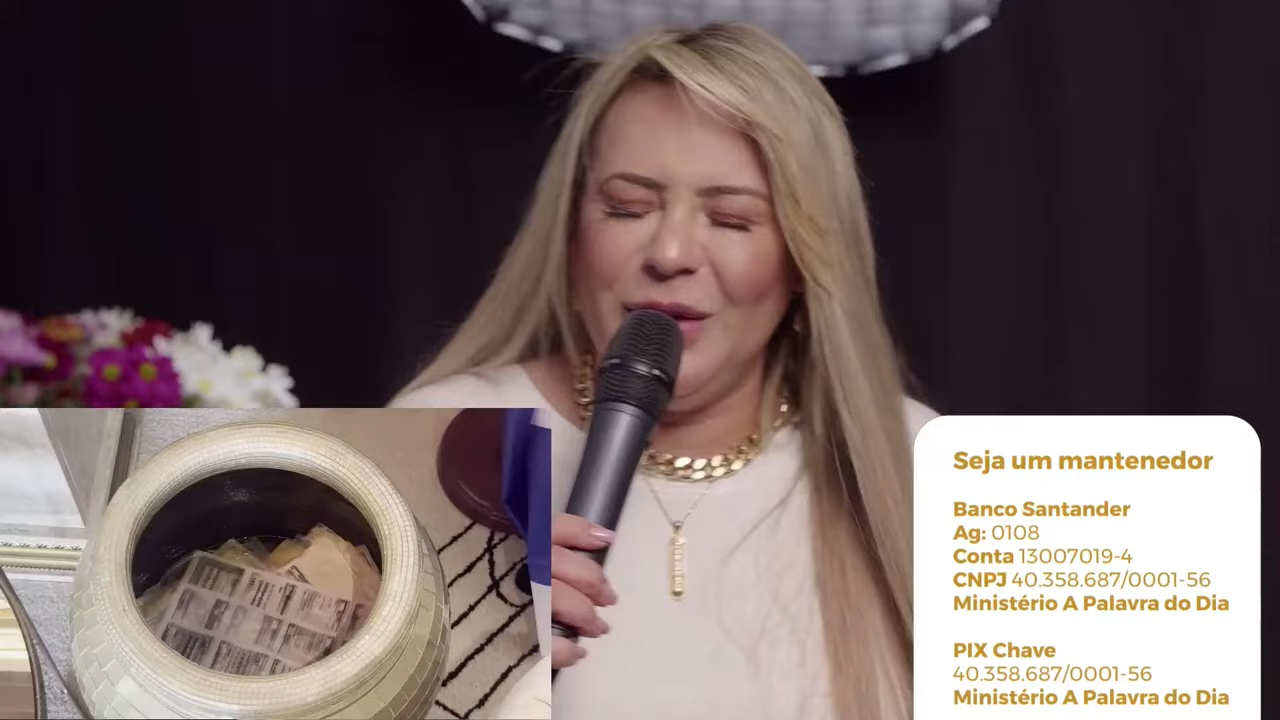 Seja um mantenedor
Banco Santander
Ag: 0108
Conta 13007019-4
CNPJ 40.358.687/0001-56
Ministério A Palavra do Dia
PIX Chave
40.358.687/0001-56
Ministério A Palavra do Dia